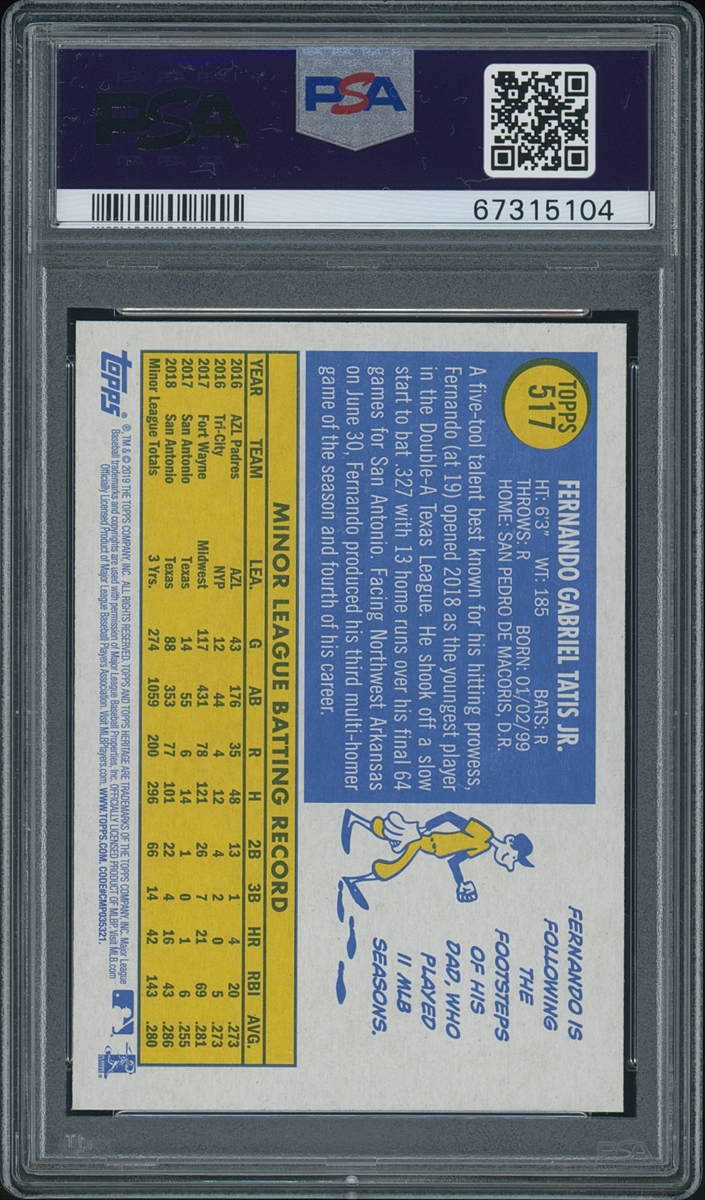 PSA
PSA
67315104
TOPPS
517
FERNANDO GABRIEL TATIS JR.
HT: 6'3" WT: 185 BATS: R
THROWS: R BORN: 01/02/99
HOME: SAN PEDRO DE MACORIS, D.R.
A five-tool talent best known for his hitting prowess,
Fernando (at 19) opened 2018 as the youngest player
in the Double-A Texas League. He shook off a slow
start to bat .327 with 13 home runs over his final 64
games for San Antonio. Facing Northwest Arkansas
on June 30, Fernando produced his third multi-homer
game of the season and fourth of his career.
FERNANDO IS
FOLLOWING
THE
FOOTSTEPS
OF HIS
DAD, WHO
PLAYED
11 MLB
SEASONS.
MINOR LEAGUE BATTING RECORD
YEAR TEAM LEA. G AB R H 2B 3B HR RBI AVG.
2016 AZL Padres AZL 43 176 35 48 13 1 4 20 .273
2016 Tri-City NYP 12 44 4 12 4 2 0 5 .273
2017 Fort Wayne Midwest 117 431 78 121 26 7 21 69 .281
2017 San Antonio Texas 14 55 6 14 1 0 1 6 .255
2018 San Antonio Texas 88 353 77 101 22 4 16 43 .286
Minor League Totals 3 Yrs. 274 1059 200 296 66 14 42 143 .280
topps
®, TM & © 2019 THE TOPPS COMPANY, INC. ALL RIGHTS RESERVED. TOPPS AND TOPPS HERITAGE ARE TRADEMARKS OF THE TOPPS COMPANY, INC. Major League
Baseball trademarks and copyrights are used with permission of Major League Baseball Properties, Inc. OFFICIALLY LICENSED PRODUCT OF MLBP Visit MLB.com
Officially Licensed Product of Major League Baseball Players Association. Visit MLBPlayers.com. WWW.TOPPS.COM. CODE#CMP035321.
PSA